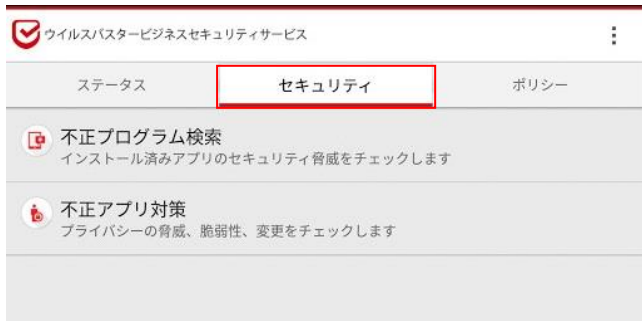 ウイルスバスタービジネスセキュリティサービス
ステータス セキュリティ ポリシー
不正プログラム検索
インストール済みアプリのセキュリティ脅威をチェックします
不正アプリ対策
プライバシーの脅威、脆弱性、変更をチェックします